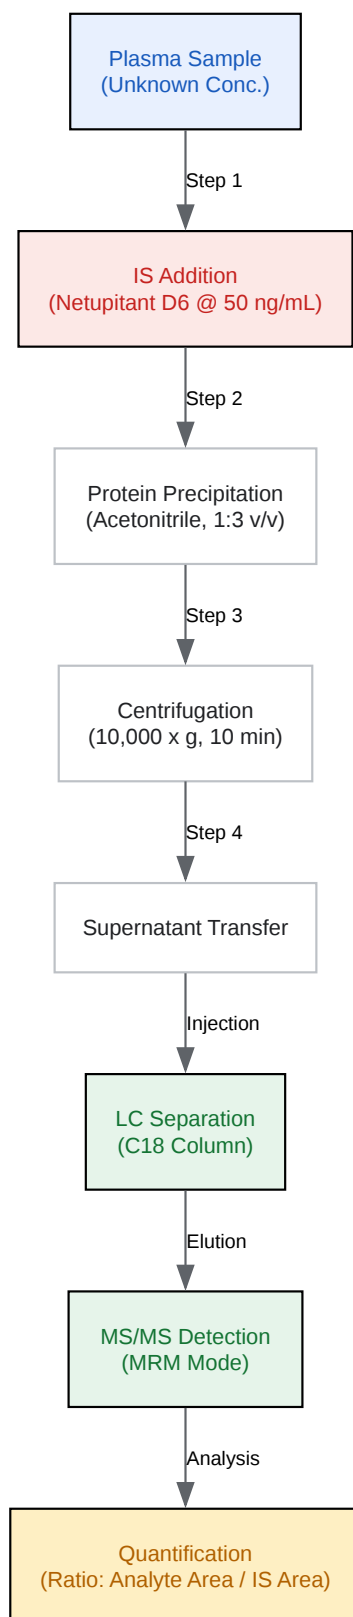 Plasma Sample
(Unknown Conc.)
Step 1
IS Addition
(Netupitant D6 @ 50 ng/mL)
Step 2
Protein Precipitation
(Acetonitrile, 1:3 v/v)
Step 3
Centrifugation
(10,000 x g, 10 min)
Step 4
Supernatant Transfer
Injection
LC Separation
(C18 Column)
Elution
MS/MS Detection
(MRM Mode)
Analysis
Quantification
(Ratio: Analyte Area / IS Area)